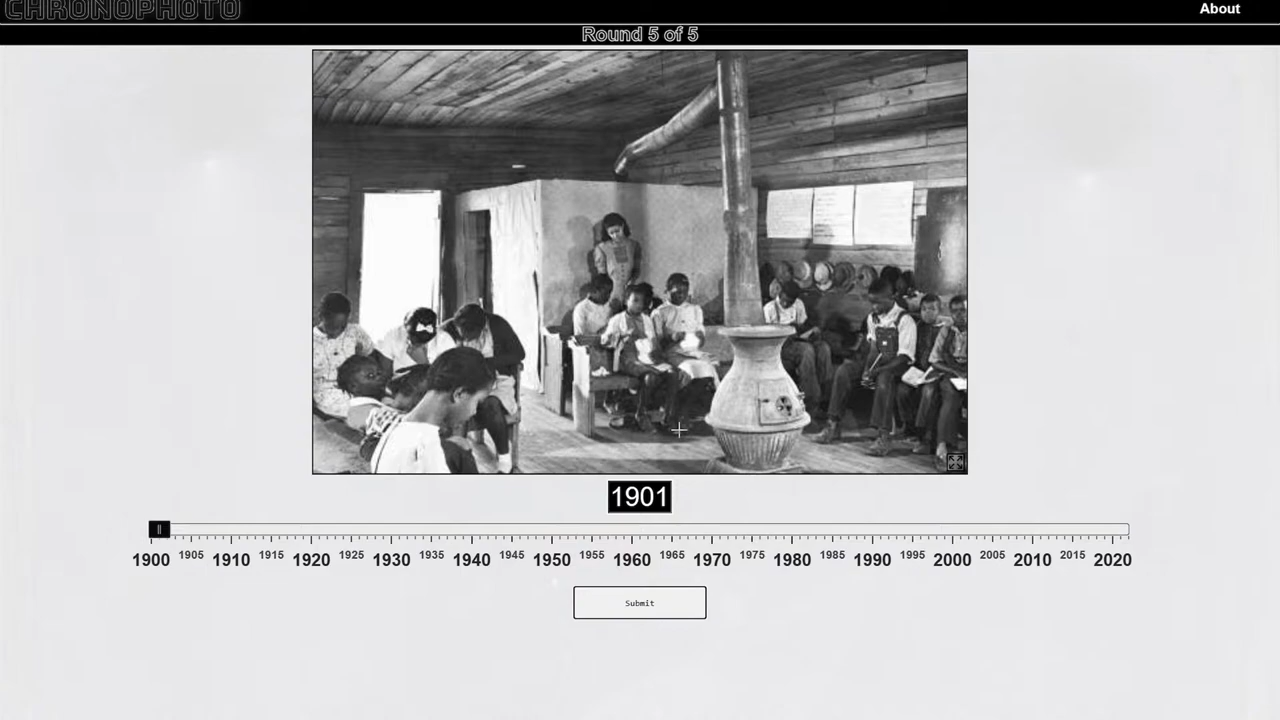 CHRONOPHOTO
About
Round 5 of 5
1901
1900 1905 1910 1915 1920 1925 1930 1935 1940 1945 1950 1955 1960 1965 1970 1975 1980 1985 1990 1995 2000 2005 2010 2015 2020
Submit